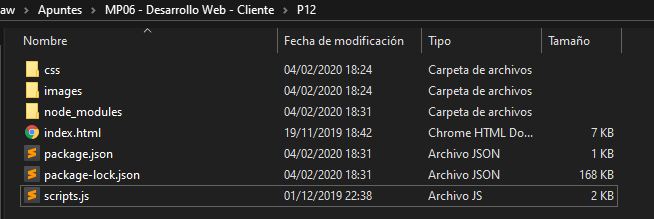 aw > Apuntes > MP06 - Desarrollo Web - Cliente > P12
Nombre Fecha de modificación Tipo Tamaño
css 04/02/2020 18:24 Carpeta de archivos
images 04/02/2020 18:24 Carpeta de archivos
node_modules 04/02/2020 18:31 Carpeta de archivos
index.html 19/11/2019 18:42 Chrome HTML Do... 7 KB
package.json 04/02/2020 18:31 Archivo JSON 1 KB
package-lock.json 04/02/2020 18:31 Archivo JSON 168 KB
scripts.js 01/12/2019 22:38 Archivo JS 2 KB